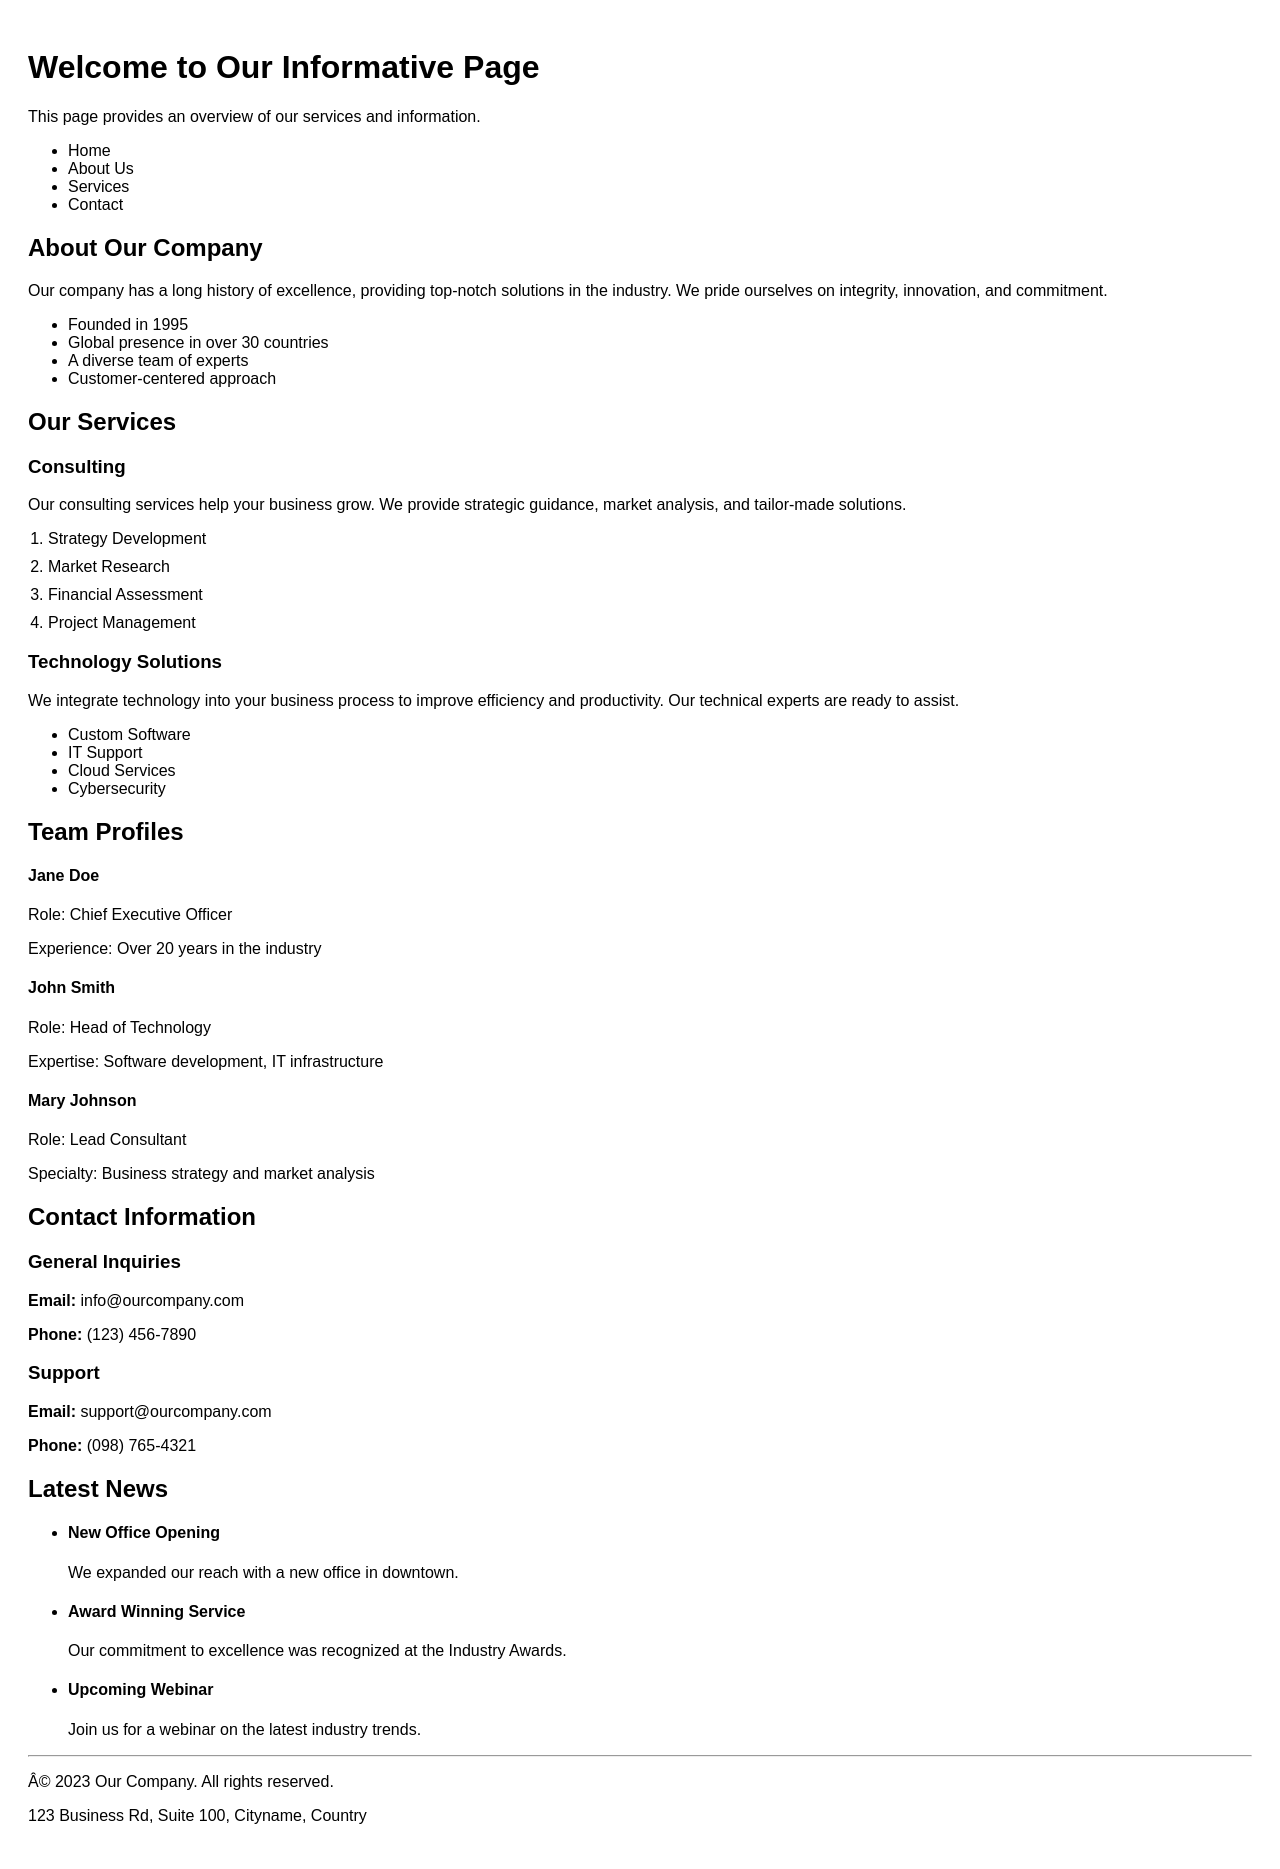 Welcome to Our Informative Page
This page provides an overview of our services and information.
• Home
• About Us
• Services
• Contact
About Our Company
Our company has a long history of excellence, providing top-notch solutions in the industry. We pride ourselves on integrity, innovation, and commitment.
• Founded in 1995
• Global presence in over 30 countries
• A diverse team of experts
• Customer-centered approach
Our Services
Consulting
Our consulting services help your business grow. We provide strategic guidance, market analysis, and tailor-made solutions.
1. Strategy Development
2. Market Research
3. Financial Assessment
4. Project Management
Technology Solutions
We integrate technology into your business process to improve efficiency and productivity. Our technical experts are ready to assist.
• Custom Software
• IT Support
• Cloud Services
• Cybersecurity
Team Profiles
Jane Doe
Role: Chief Executive Officer
Experience: Over 20 years in the industry
John Smith
Role: Head of Technology
Expertise: Software development, IT infrastructure
Mary Johnson
Role: Lead Consultant
Specialty: Business strategy and market analysis
Contact Information
General Inquiries
Email: info@ourcompany.com
Phone: (123) 456-7890
Support
Email: support@ourcompany.com
Phone: (098) 765-4321
Latest News
• New Office Opening
We expanded our reach with a new office in downtown.
• Award Winning Service
Our commitment to excellence was recognized at the Industry Awards.
• Upcoming Webinar
Join us for a webinar on the latest industry trends.
Â© 2023 Our Company. All rights reserved.
123 Business Rd, Suite 100, Cityname, Country